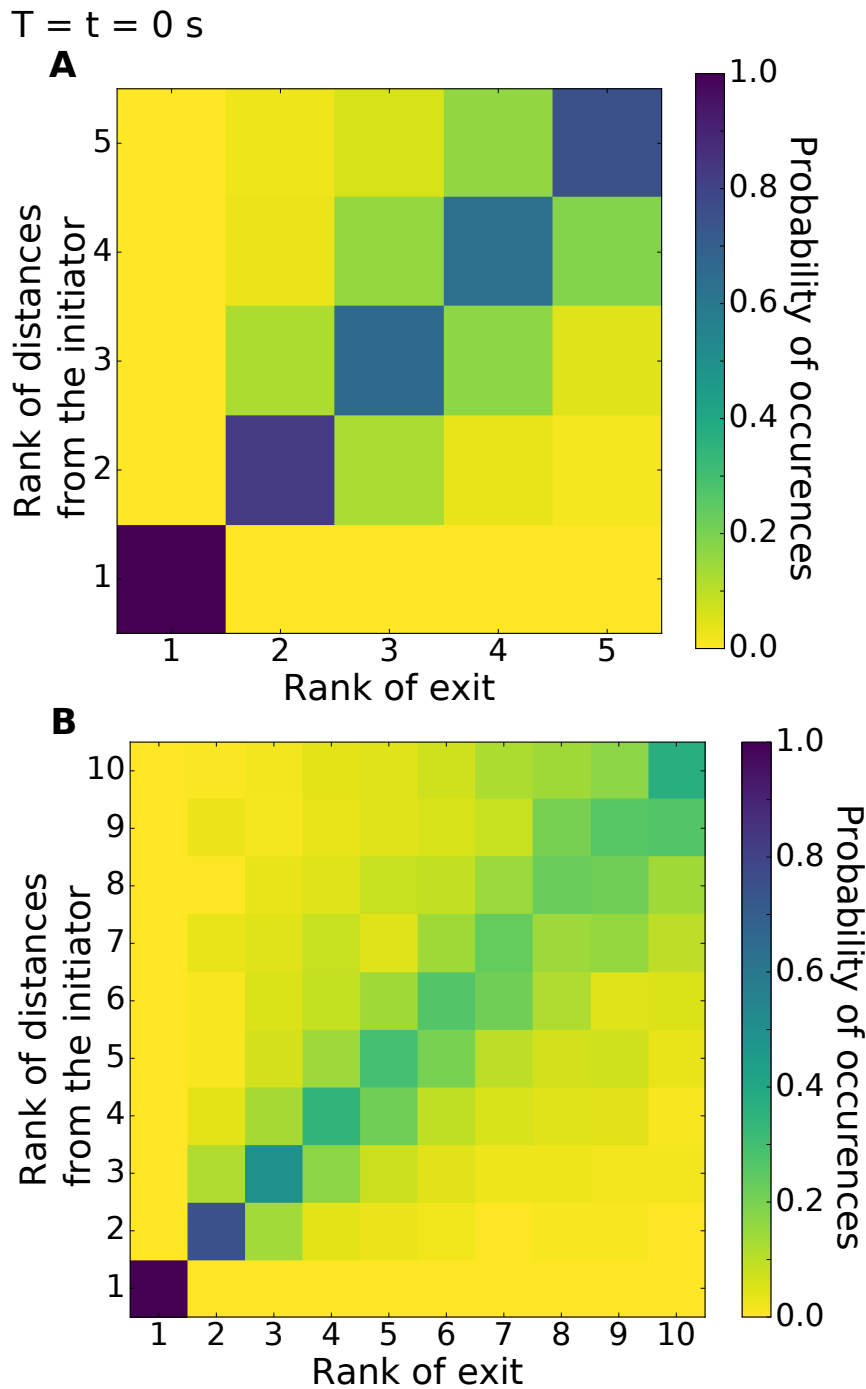 T = t = 0 s
A
Rank of distances
from the initiator
5
4
3
2
1
1 2 3 4 5
Rank of exit
1.0
0.8
0.6
0.4
0.2
0.0
Probability of occurences
B
Rank of distances
from the initiator
10
9
8
7
6
5
4
3
2
1
1 2 3 4 5 6 7 8 9 10
Rank of exit
1.0
0.8
0.6
0.4
0.2
0.0
Probability of occurences